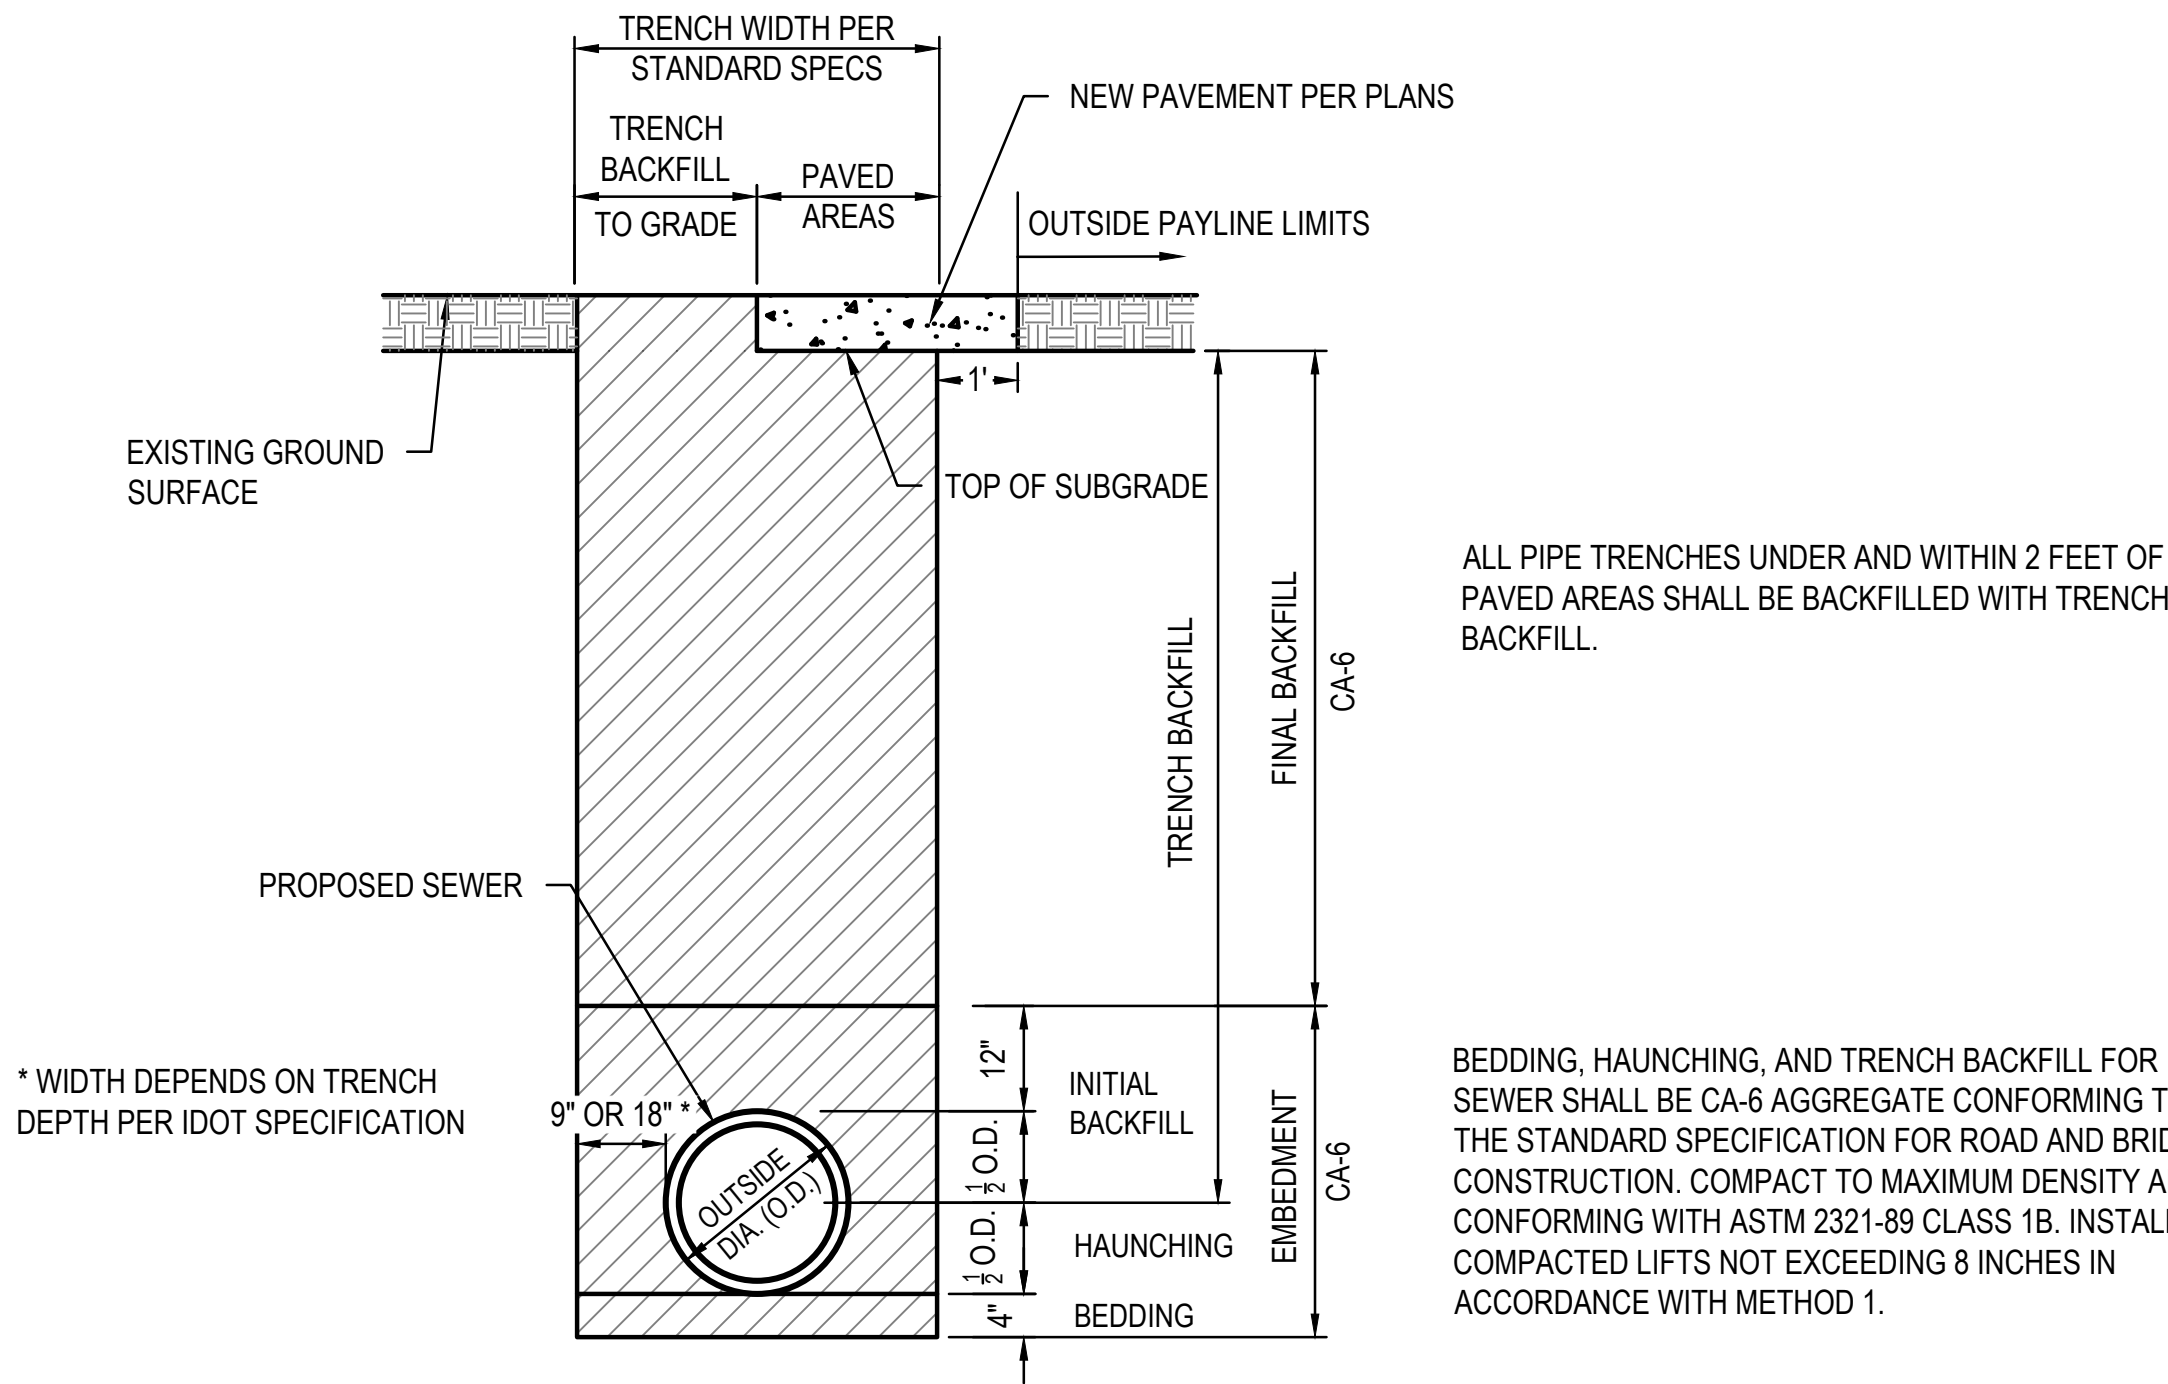 TRENCH WIDTH PER
STANDARD SPECS
NEW PAVEMENT PER PLANS
TRENCH
BACKFILL
TO GRADE
PAVED
AREAS
OUTSIDE PAYLINE LIMITS
1'
EXISTING GROUND
SURFACE
TOP OF SUBGRADE
ALL PIPE TRENCHES UNDER AND WITHIN 2 FEET OF
PAVED AREAS SHALL BE BACKFILLED WITH TRENCH
BACKFILL.
TRENCH BACKFILL
FINAL BACKFILL
CA-6
PROPOSED SEWER
* WIDTH DEPENDS ON TRENCH
DEPTH PER IDOT SPECIFICATION
9" OR 18" *
OUTSIDE
DIA. (O.D.)
12"
INITIAL
BACKFILL
1/2 O.D.
1/2 O.D.
HAUNCHING
4"
BEDDING
EMBEDMENT
CA-6
BEDDING, HAUNCHING, AND TRENCH BACKFILL FOR
SEWER SHALL BE CA-6 AGGREGATE CONFORMING
THE STANDARD SPECIFICATION FOR ROAD AND
CONSTRUCTION. COMPACT TO MAXIMUM DENSITY
CONFORMING WITH ASTM 2321-89 CLASS 1B.
COMPACTED LIFTS NOT EXCEEDING 8 INCHES IN
ACCORDANCE WITH METHOD 1.